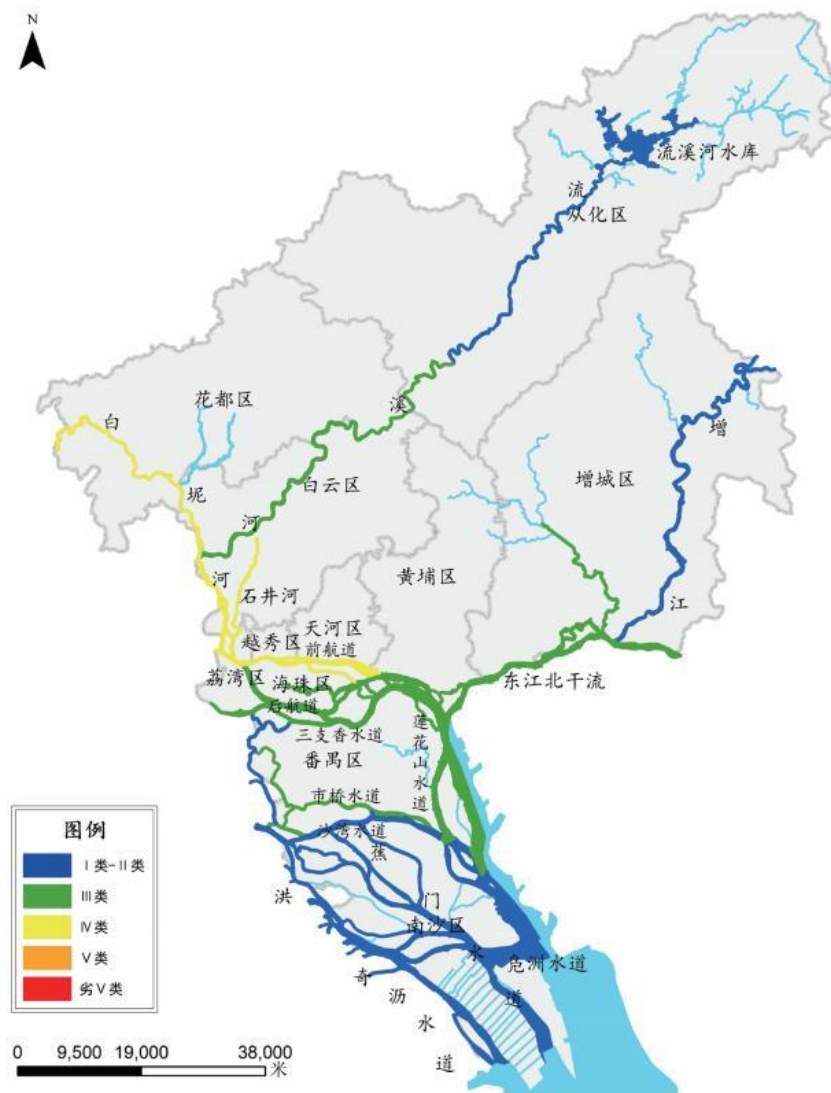 N
流溪河水库
流
从化区
花都区
溪
白
增
坭
白云区
增城区
河
黄埔区
河
石井河
江
天河区
越秀区
前航道
荔湾区
海珠区
东江北干流
后航道
莲花山水道
三支香水道
番禺区
市桥水道
沙湾水道
蕉
洪
门
南沙区
水
凫洲水道
奇
道
沥
水
道
图例
Ⅰ类-Ⅱ类
Ⅲ类
Ⅳ类
Ⅴ类
劣Ⅴ类
0 9,500 19,000 38,000
米